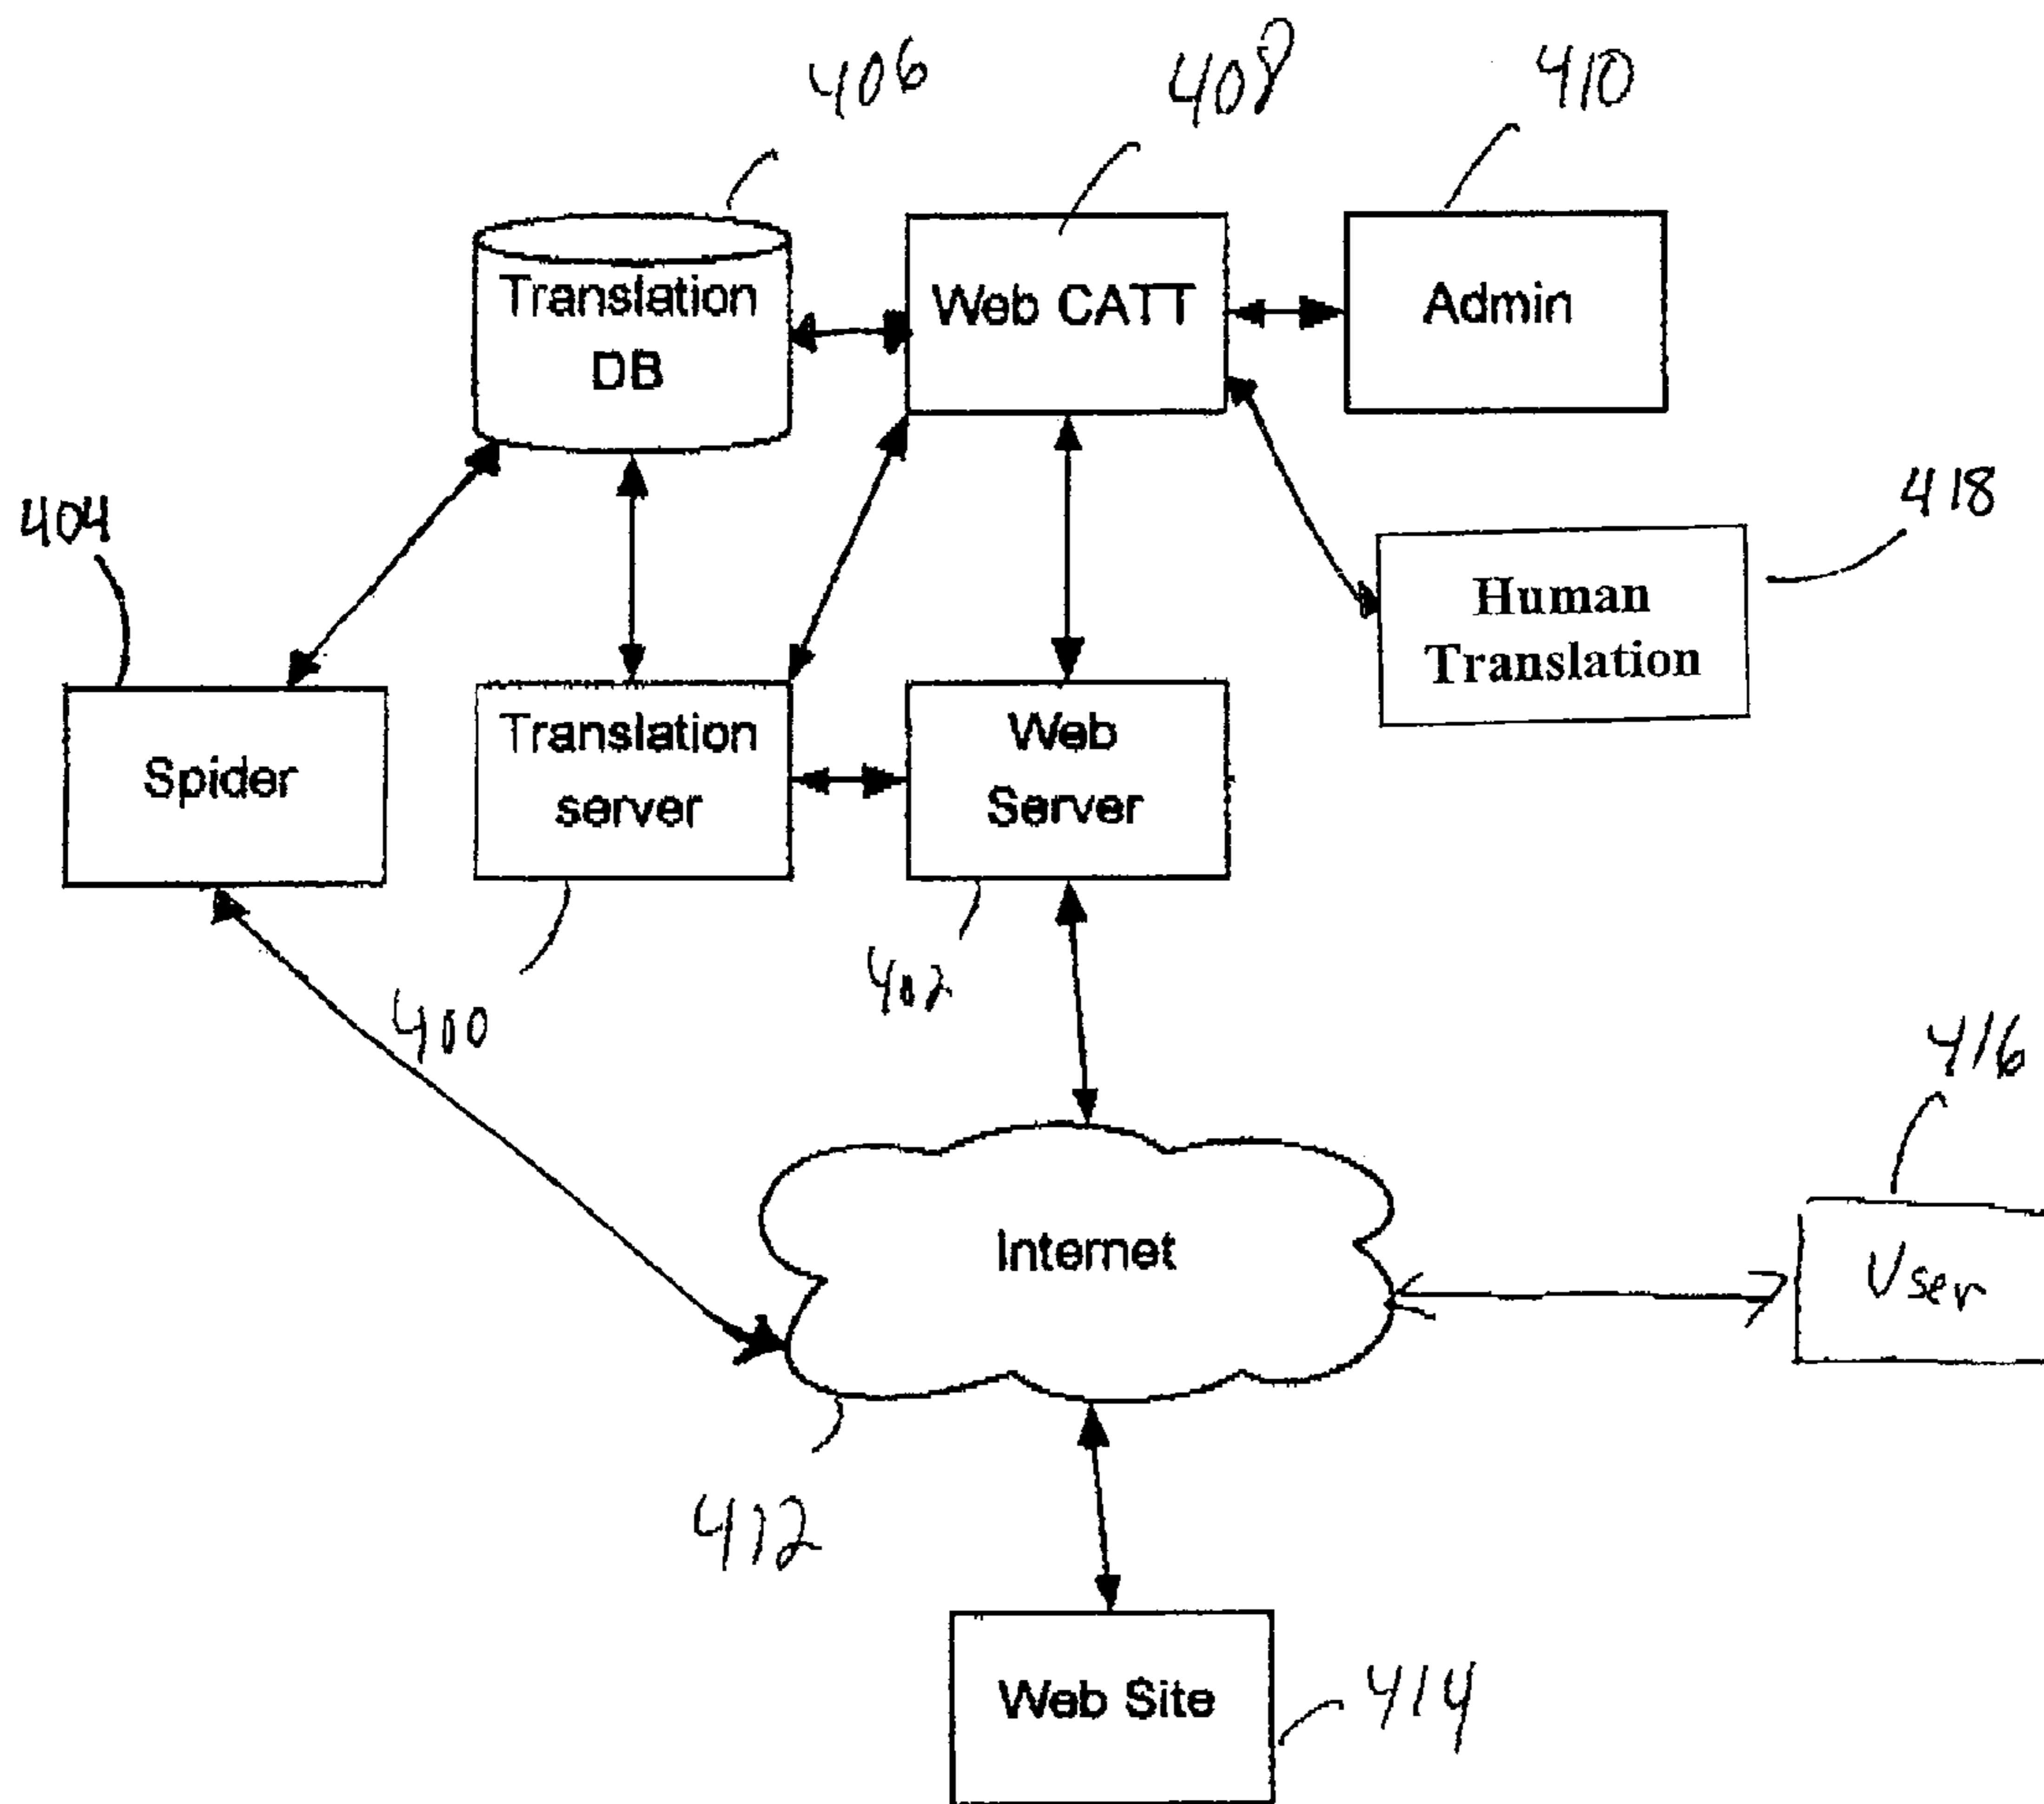 406
408
410
Translation
DB
Web CATT
Admin
404
418
Human
Translation
Spider
Translation
server
Web
Server
400
402
416
Internet
User
412
Web Site
414